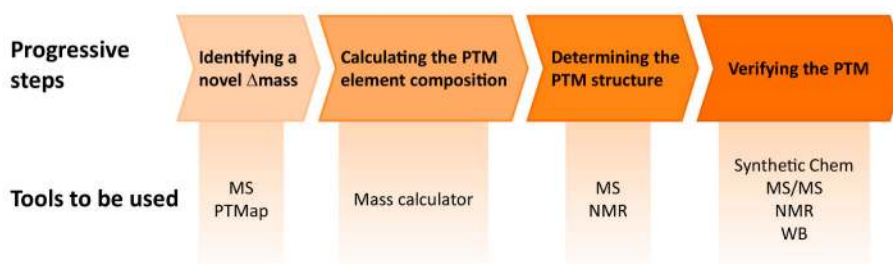 Progressive
steps
Identifying a
novel Δmass
Calculating the PTM
element composition
Determining the
PTM structure
Verifying the PTM
Tools to be used
MS
PTMap
Mass calculator
MS
NMR
Synthetic Chem
MS/MS
NMR
WB